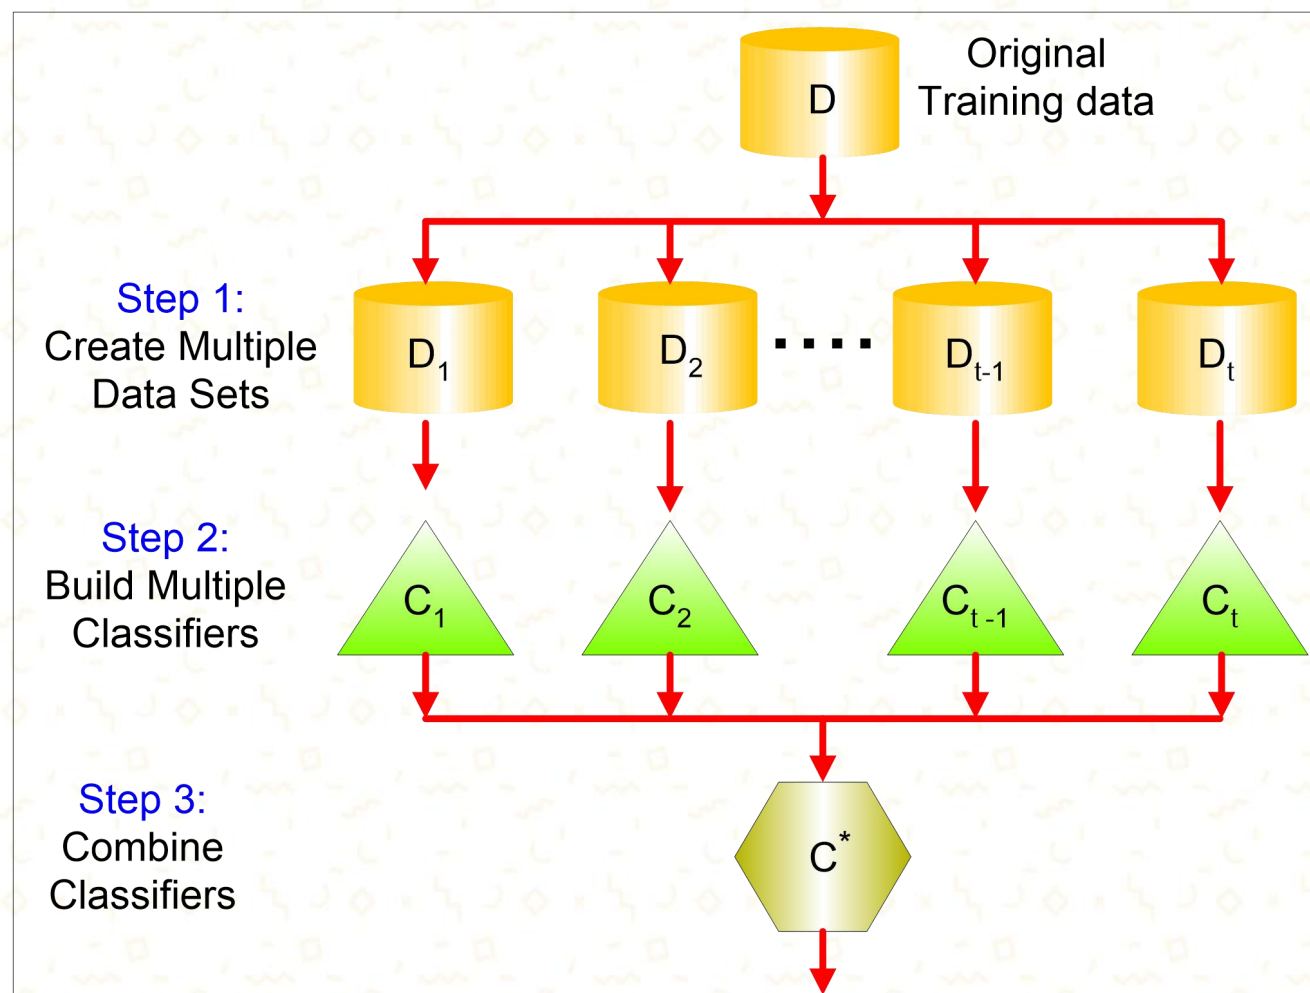 D
Original
Training data
Step 1:
Create Multiple
Data Sets
D₁
D₂
.....
Dₜ₋₁
Dₜ
Step 2:
Build Multiple
Classifiers
C₁
C₂
Cₜ ₋₁
Cₜ
Step 3:
Combine
Classifiers
C*